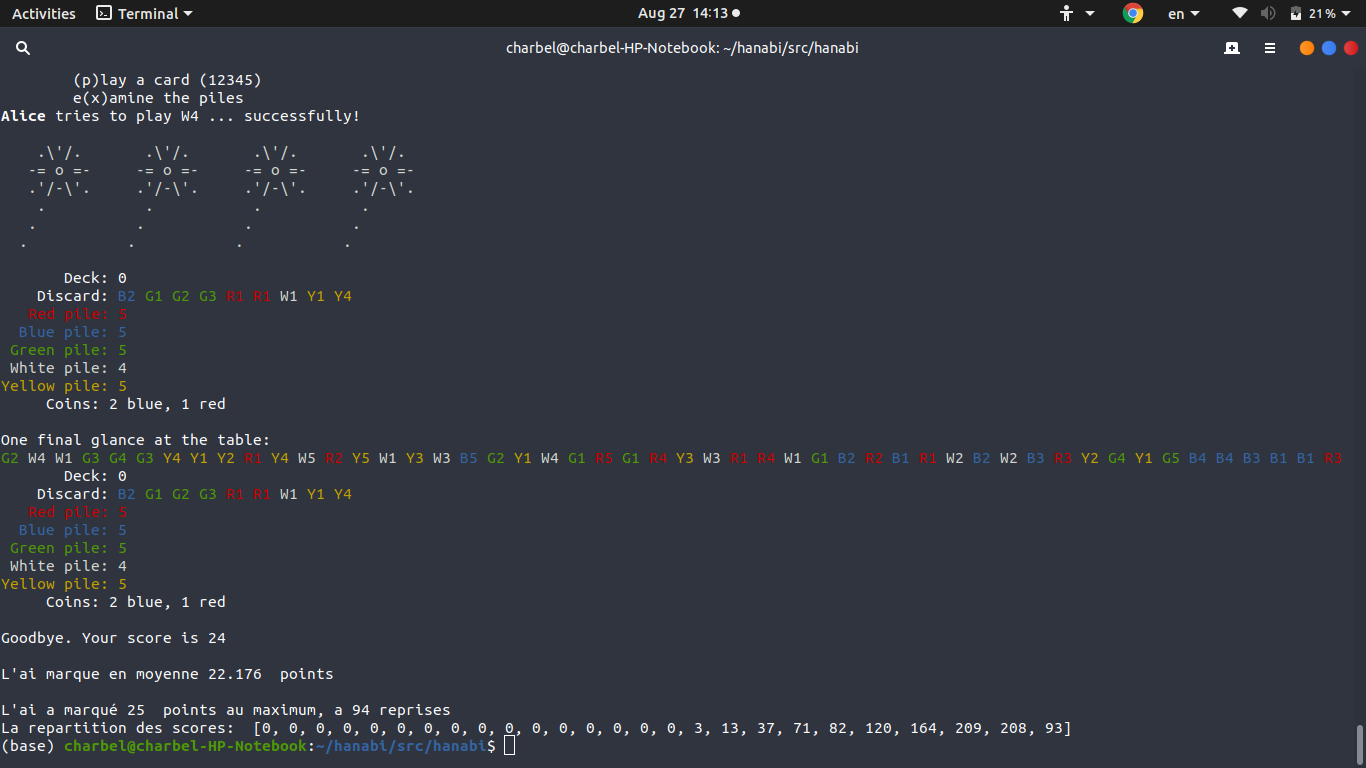 Activities Terminal Aug 27 14:13 en 21%
charbel@charbel-HP-Notebook: ~/hanabi/src/hanabi
(p)lay a card (12345)
e(x)amine the piles
Alice tries to play W4 ... successfully!
.\'/. .\'/. .\'/. .\'/.
-= o =- -= o =- -= o =- -= o =-
.'/-\'. .'/-\'. .'/-\'. .'/-\'.
. . . .
. . . .
. . . .
Deck: 0
Discard: B2 G1 G2 G3 R1 R1 W1 Y1 Y4
Red pile: 5
Blue pile: 5
Green pile: 5
White pile: 4
Yellow pile: 5
Coins: 2 blue, 1 red
One final glance at the table:
G2 W4 W1 G3 G4 G3 Y4 Y1 Y2 R1 Y4 W5 R2 Y5 W1 Y3 W3 B5 G2 Y1 W4 G1 R5 G1 R4 Y3 W3 R1 R4 W1 G1 B2 R2 B1 R1 W2 B2 W2 B3 R3 Y2 G4 Y1 G5 B4 B4 B3 B1 B1 R3
Deck: 0
Discard: B2 G1 G2 G3 R1 R1 W1 Y1 Y4
Red pile: 5
Blue pile: 5
Green pile: 5
White pile: 4
Yellow pile: 5
Coins: 2 blue, 1 red
Goodbye. Your score is 24
L'ai marque en moyenne 22.176 points
L'ai a marqué 25 points au maximum, a 94 reprises
La repartition des scores: [0, 0, 0, 0, 0, 0, 0, 0, 0, 0, 0, 0, 0, 0, 0, 0, 3, 13, 37, 71, 82, 120, 164, 209, 208, 93]
(base) charbel@charbel-HP-Notebook:~/hanabi/src/hanabi$